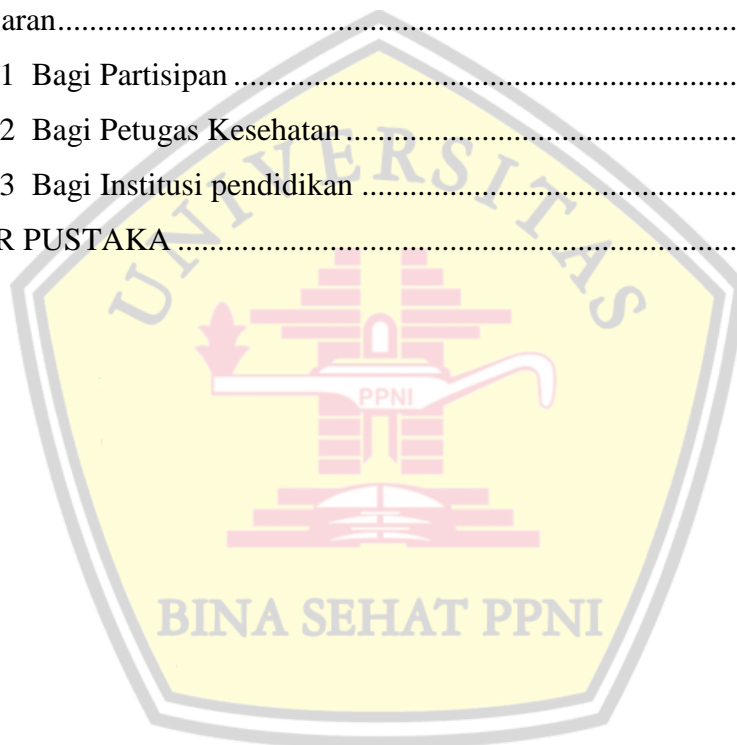 aran........................................................................................
1 Bagi Partisipan...............................................................
2 Bagi Petugas Kesehatan...............................................
3 Bagi Institusi pendidikan.............................................
R PUSTAKA.....................................................................
UNIVERSITAS
PPNI
BINA SEHAT PPNI